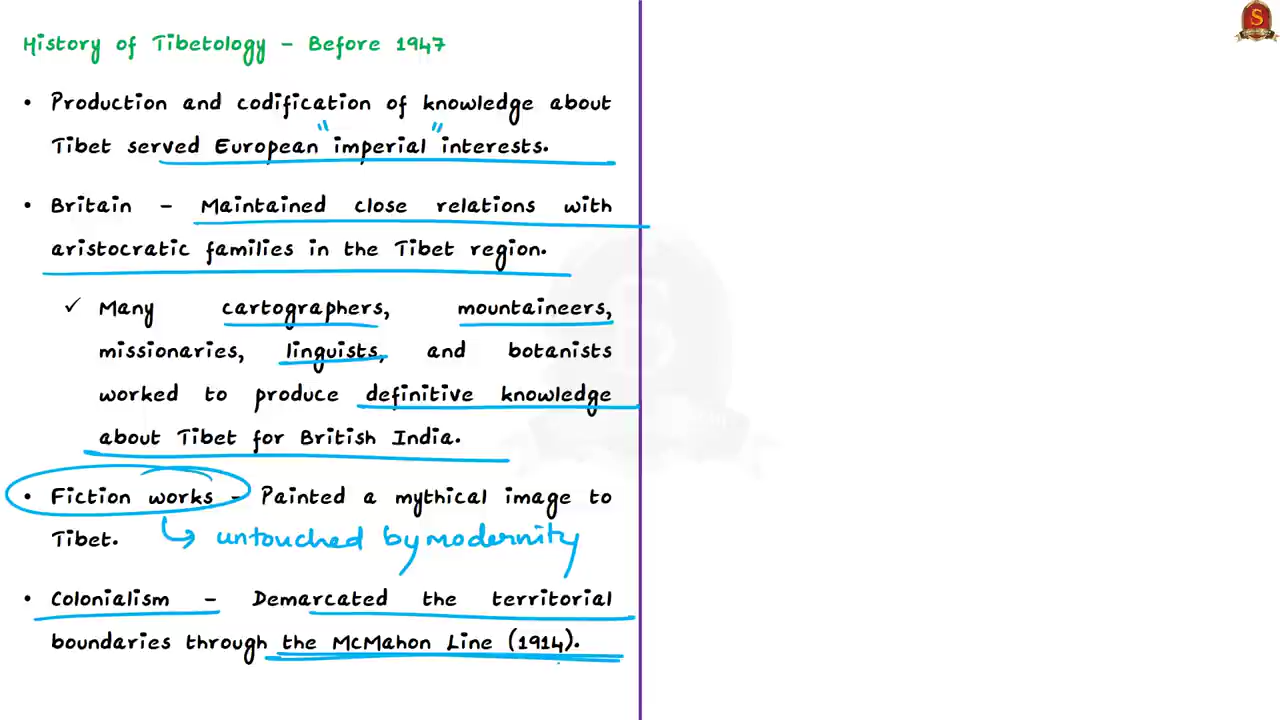 History of Tibetology - Before 1947
• Production and codification of knowledge about
Tibet served European "imperial" interests.
• Britain - Maintained close relations with
aristocratic families in the Tibet region.
✓ Many cartographers, mountaineers,
missionaries, linguists, and botanists
worked to produce definitive knowledge
about Tibet for British India.
• Fiction works - Painted a mythical image to
Tibet. ↳ untouched by modernity
• Colonialism - Demarcated the territorial
boundaries through the McMahon Line (1914).
S